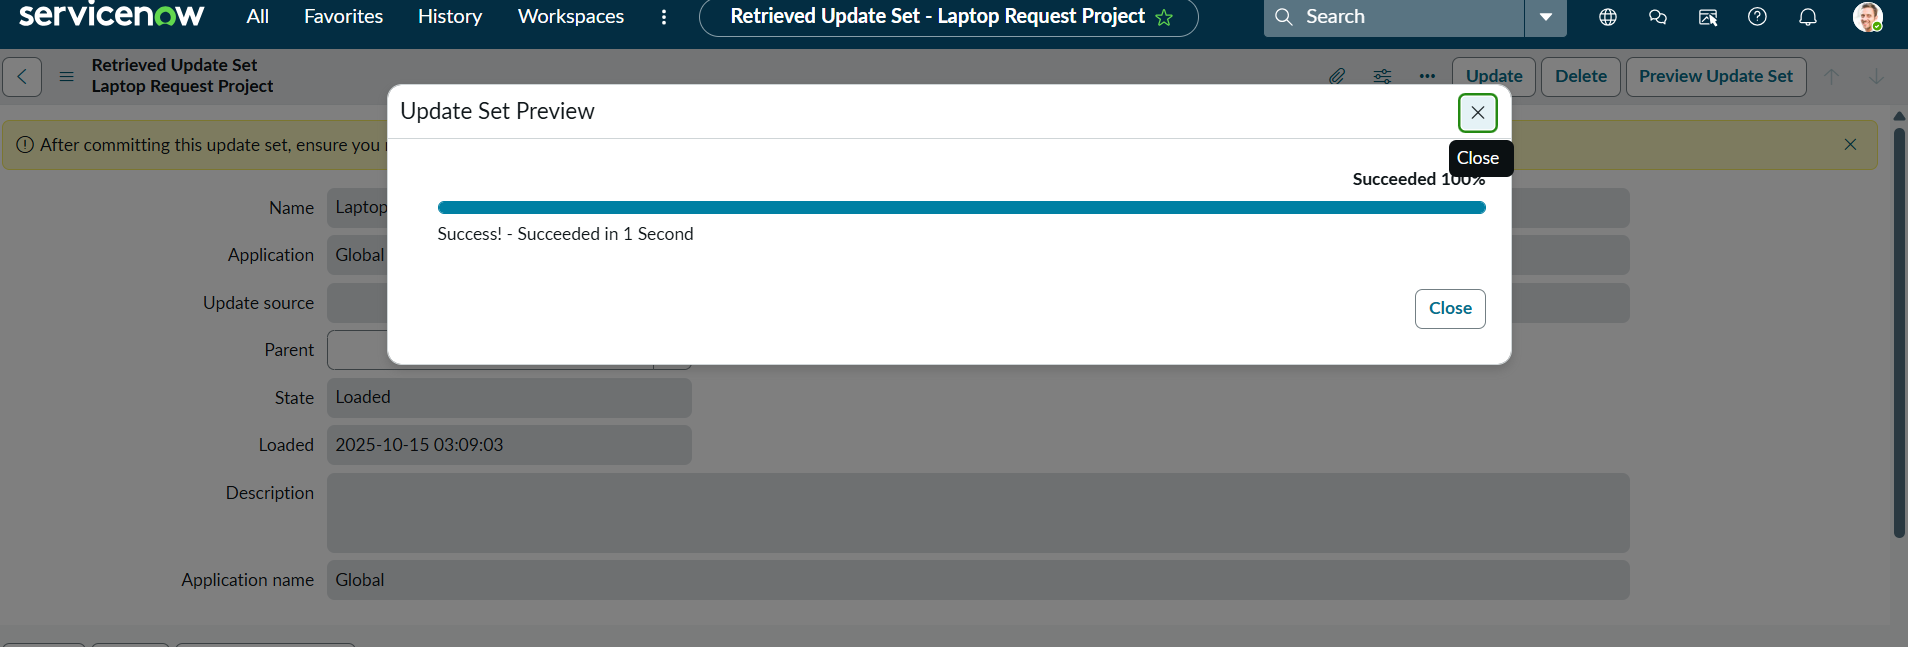 servicenow All Favorites History Workspaces Retrieved Update Set - Laptop Request Project Search
Retrieved Update Set
Laptop Request Project
Update Delete Preview Update Set
Update Set Preview
After committing this update set, ensure you
Close
Succeeded 100%
Success! - Succeeded in 1 Second
Close
Name Laptop
Application Global
Update source
Parent
State Loaded
Loaded 2025-10-15 03:09:03
Description
Application name Global